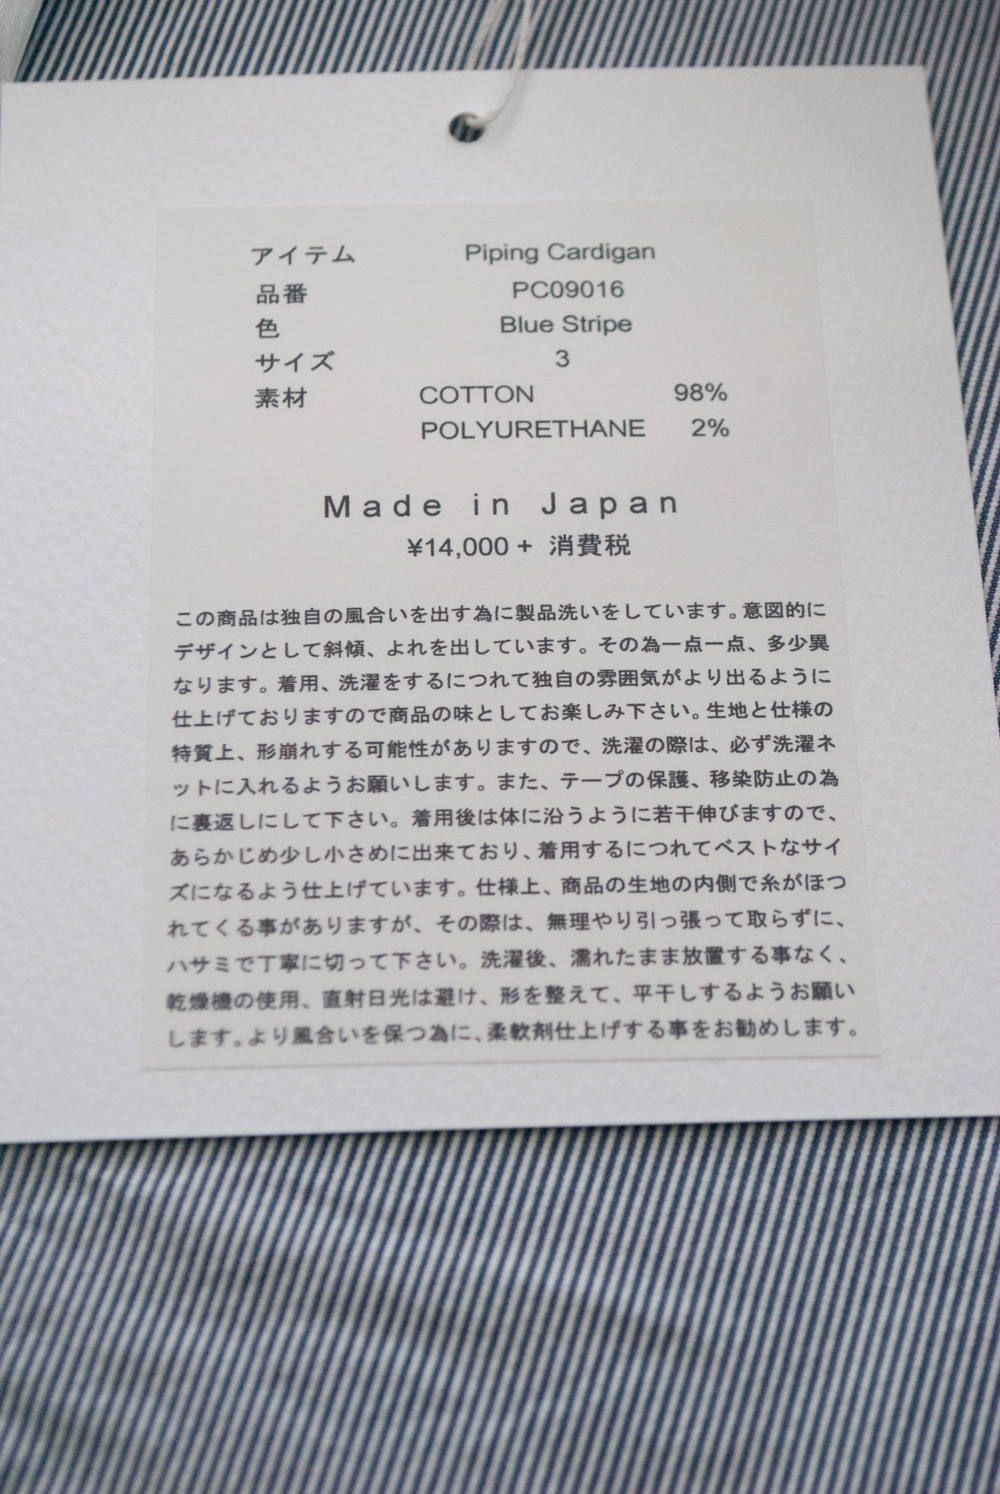 アイテム Piping Cardigan
品番 PC09016
色 Blue Stripe
サイズ 3
素材 COTTON 98%
POLYURETHANE 2%
Made in Japan
¥14,000 + 消費税
この商品は独自の風合いを出す為に製品洗いをしています。意図的に
デザインとして斜傾、よれを出しています。その為一点一点、多少異
なります。着用、洗濯をするにつれて独自の雰囲気がより出るように
仕上げておりますので商品の味としてお楽しみ下さい。生地と仕様の
特質上、形崩れする可能性がありますので、洗濯の際は、必ず洗濯ネ
ットに入れるようお願いします。また、テープの保護、移染防止の為
に裏返しにして下さい。着用後は体に沿うように若干伸びますので、
あらかじめ少し小さめに出来ており、着用するにつれてベストなサイ
ズになるよう仕上げています。仕様上、商品の生地の内側で糸がほつ
れてくる事がありますが、その際は、無理やり引っ張って取らずに、
ハサミで丁寧に切って下さい。洗濯後、濡れたまま放置する事なく、
乾燥機の使用、直射日光は避け、形を整えて、平干しするようお願い
します。より風合いを保つ為に、柔軟剤仕上げする事をお勧めします。